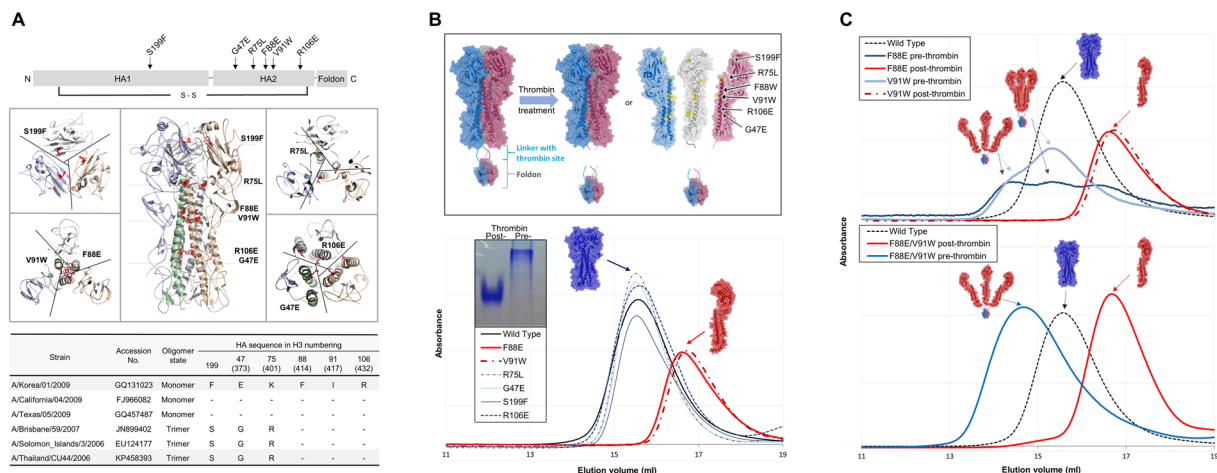 A
S199F
G47E
R75L
F88E
V91W
R106E
N
HA1
HA2
Foldon
C
S - S
S199F
S199F
R75L
R75L
F88E
V91W
V91W
F88E
R106E
G47E
R106E
G47E
Strain
Accession No.
Oligomer state
HA sequence in H3 numbering
199 47 (373) 75 (401) 88 (414) 91 (417) 106 (432)
A/Korea/01/2009 GQ131023 Monomer F E K F I R
A/California/04/2009 FJ966082 Monomer - - - - - -
A/Texas/05/2009 GQ457487 Monomer - - - - - -
A/Brisbane/59/2007 JN899402 Trimer S G R - - -
A/Solomon_Islands/3/2006 EU124177 Trimer S G R - - -
A/Thailand/CU44/2006 KP458393 Trimer S G R - - -
B
Thrombin
treatment
or
Linker with
thrombin site
Foldon
S199F
R75L
F88W
V91W
R106E
G47E
Thrombin
Post- Pre-
Wild Type
F88E
V91W
R75L
G47E
S199F
R106E
Absorbance
11 13 15 17 19
Elution volume (ml)
C
Wild Type
F88E pre-thrombin
F88E post-thrombin
V91W pre-thrombin
V91W post-thrombin
Wild Type
F88E/V91W post-thrombin
F88E/V91W pre-thrombin
Absorbance
11 13 15 17 19
Elution volume (ml)